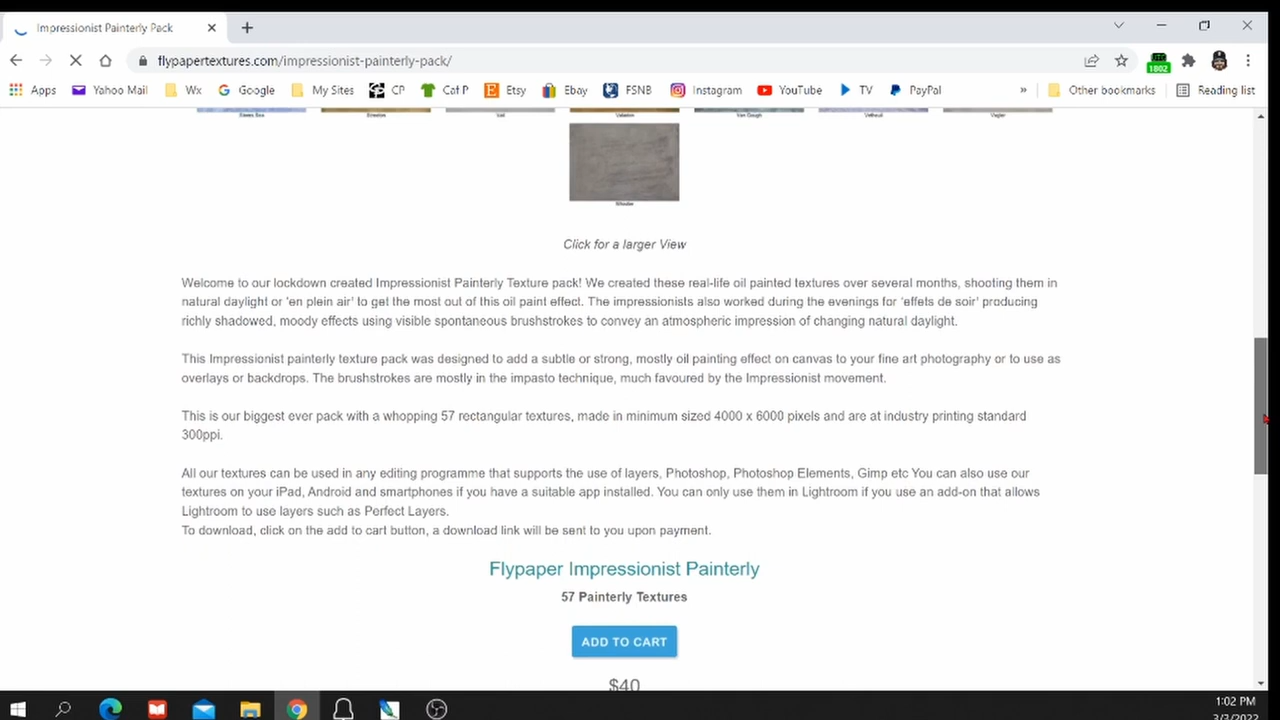 Impressionist Painterly Pack
flypapertextures.com/impressionist-painterly-pack/
1802
Apps Yahoo Mail Wx Google My Sites CP Caf P Etsy Ebay FSNB Instagram YouTube TV PayPal » Other bookmarks Reading list
Van Gough Vetheuil
Click for a larger View
Welcome to our lockdown created Impressionist Painterly Texture pack! We created these real-life oil painted textures over several months, shooting them in
natural daylight or 'en plein air' to get the most out of this oil paint effect. The impressionists also worked during the evenings for 'effets de soir' producing
richly shadowed, moody effects using visible spontaneous brushstrokes to convey an atmospheric impression of changing natural daylight.
This Impressionist painterly texture pack was designed to add a subtle or strong, mostly oil painting effect on canvas to your fine art photography or to use as
overlays or backdrops. The brushstrokes are mostly in the impasto technique, much favoured by the Impressionist movement.
This is our biggest ever pack with a whopping 57 rectangular textures, made in minimum sized 4000 x 6000 pixels and are at industry printing standard
300ppi.
All our textures can be used in any editing programme that supports the use of layers, Photoshop, Photoshop Elements, Gimp etc You can also use our
textures on your iPad, Android and smartphones if you have a suitable app installed. You can only use them in Lightroom if you use an add-on that allows
Lightroom to use layers such as Perfect Layers.
To download, click on the add to cart button, a download link will be sent to you upon payment.
Flypaper Impressionist Painterly
57 Painterly Textures
ADD TO CART
$40
1:02 PM
3/3/2022